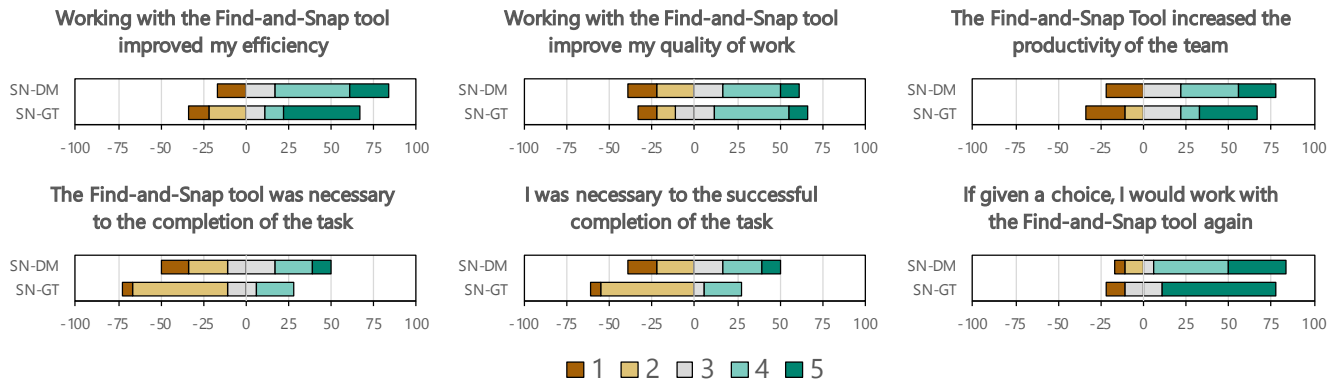 Working with the Find-and-Snap tool
improved my efficiency
SN-DM
SN-GT
-100 -75 -50 -25 0 25 50 75 100
Working with the Find-and-Snap tool
improve my quality of work
SN-DM
SN-GT
-100 -75 -50 -25 0 25 50 75 100
The Find-and-Snap Tool increased the
productivity of the team
SN-DM
SN-GT
-100 -75 -50 -25 0 25 50 75 100
The Find-and-Snap tool was necessary
to the completion of the task
SN-DM
SN-GT
-100 -75 -50 -25 0 25 50 75 100
I was necessary to the successful
completion of the task
SN-DM
SN-GT
-100 -75 -50 -25 0 25 50 75 100
If given a choice, I would work with
the Find-and-Snap tool again
SN-DM
SN-GT
-100 -75 -50 -25 0 25 50 75 100
1 2 3 4 5